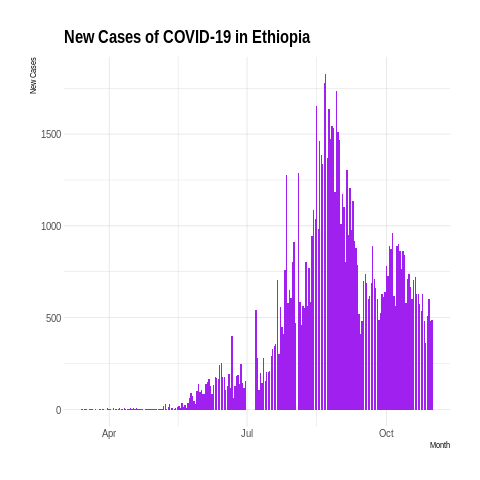 New Cases of COVID-19 in Ethiopia
New Cases
1500
1000
500
0
Apr
Jul
Oct
Month